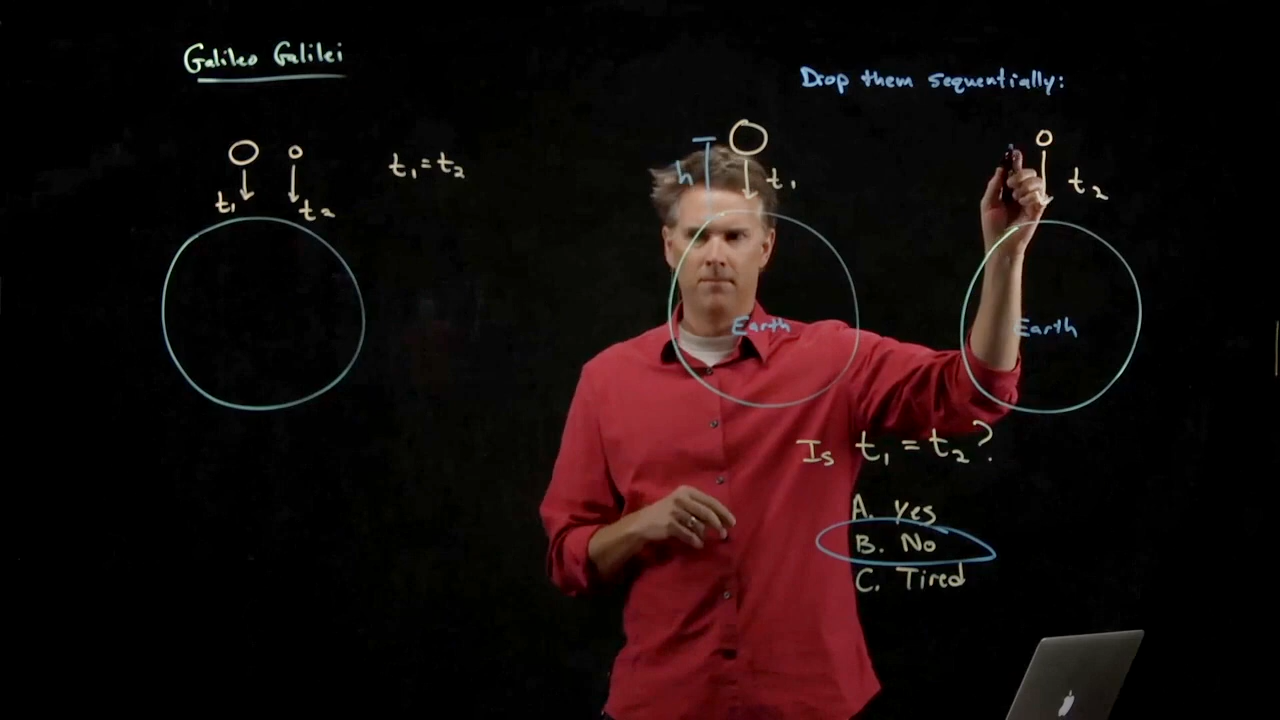 Galileo Galilei
t₁ = t₂
t₁ t₂
Drop them sequentially:
h t₁
t₂
Earth
Earth
Is t₁ = t₂?
A. Yes
B. No
C. Tired